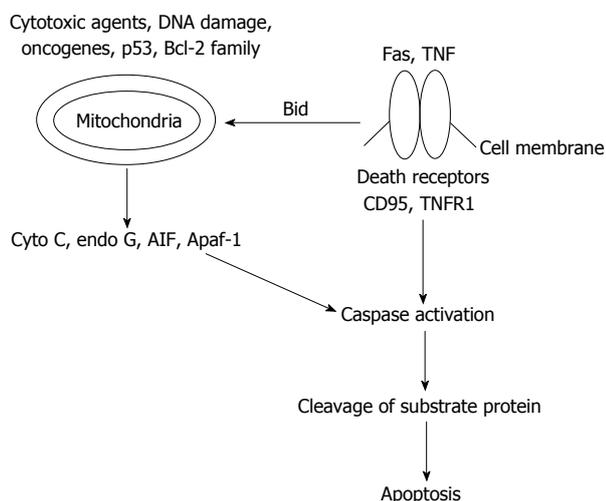 Cytotoxic agents, DNA damage,
oncogenes, p53, Bcl-2 family
Fas, TNF
Bid
Mitochondria
Cell membrane
Death receptors
CD95, TNFR1
Cyto C, endo G, AIF, Apaf-1
Caspase activation
Cleavage of substrate protein
Apoptosis